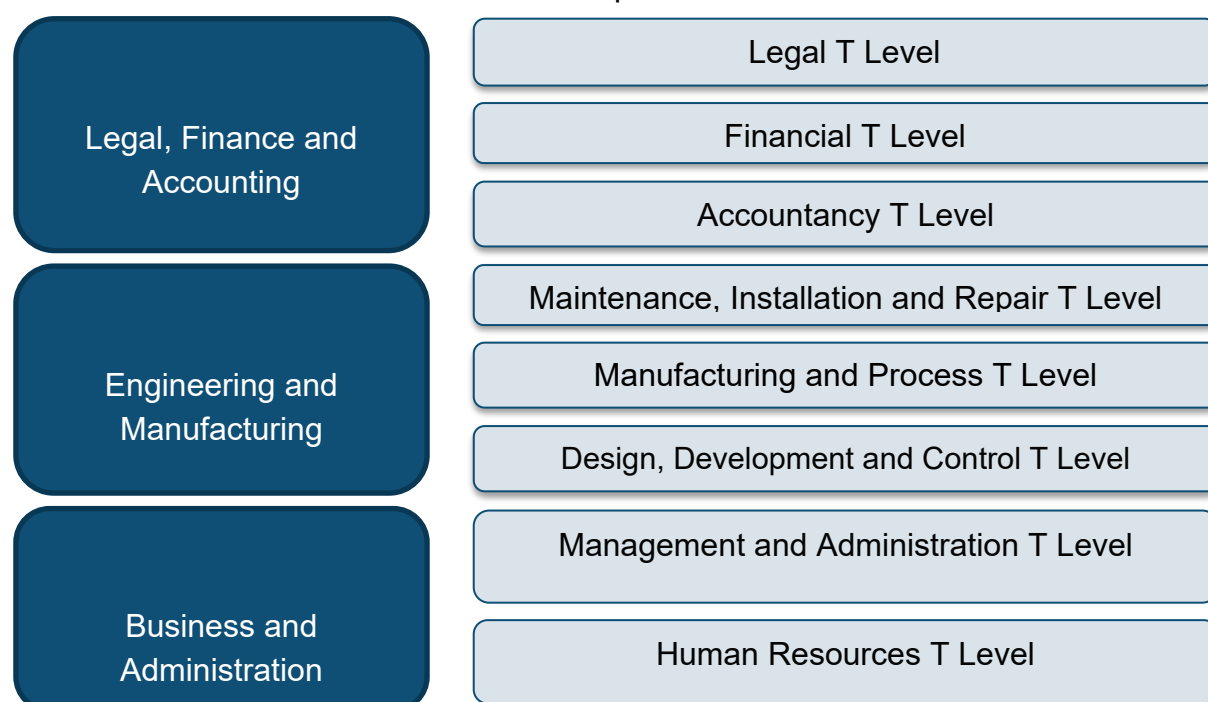 Legal, Finance and
Accounting
Legal T Level
Financial T Level
Accountancy T Level
Engineering and
Manufacturing
Maintenance, Installation and Repair T Level
Manufacturing and Process T Level
Design, Development and Control T Level
Business and
Administration
Management and Administration T Level
Human Resources T Level